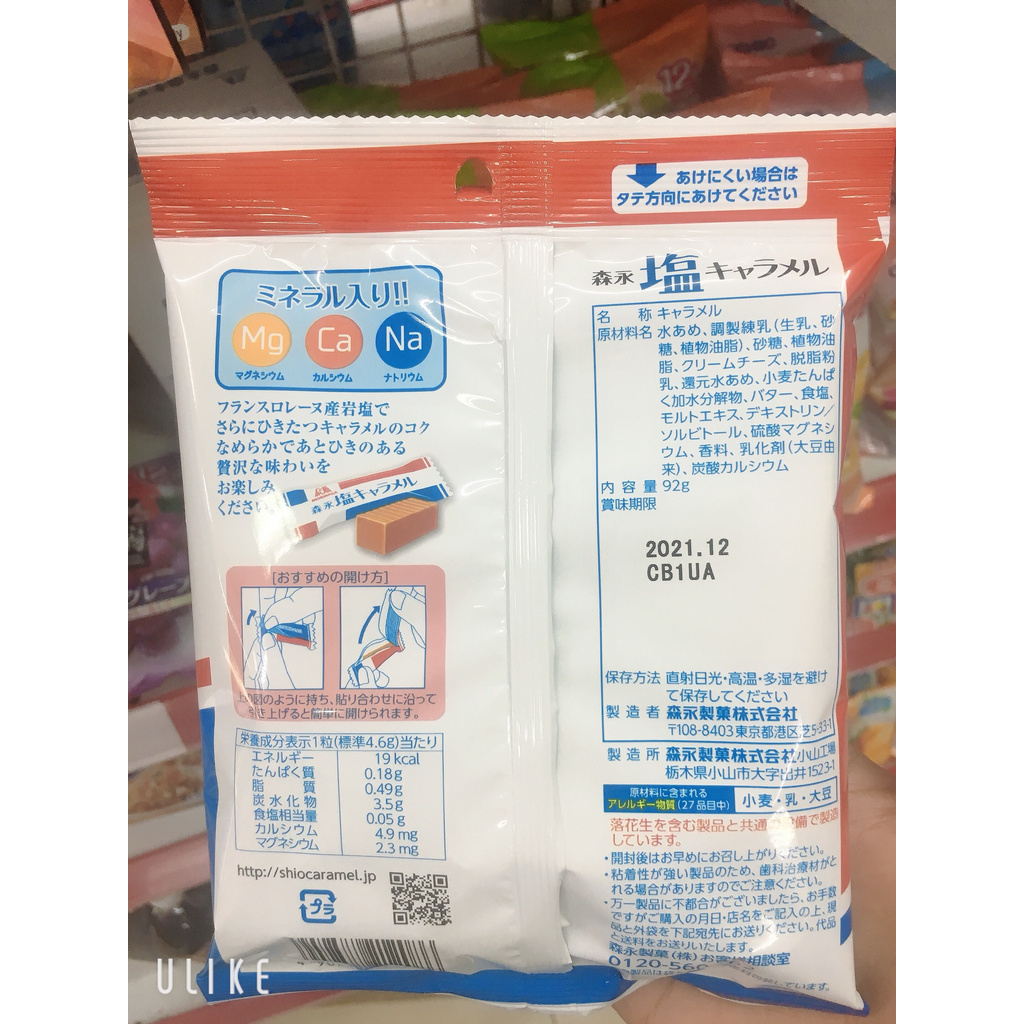 12
あけにくい場合は
タテ方向にあけてください
ミネラル入り!!
Mg Ca Na
マグネシウム カルシウム ナトリウム
フランスロレーヌ産岩塩で
さらにひきたつキャラメルのコク
なめらかであとひきのある
贅沢な味わいを
お楽しみ
ください
森永 塩キャラメル
[おすすめの開け方]
上の図のように持ち、貼り合わせに沿って
引き上げると簡単に開けられます。
栄養成分表示1粒(標準4.6g)当たり
エネルギー 19kcal
たんぱく質 0.18g
脂質 0.49g
炭水化物 3.5g
食塩相当量 0.05g
カルシウム 4.9mg
マグネシウム 2.3mg
http://shiocaramel.jp
プラ
森永 塩キャラメル
名称 キャラメル
原材料名 水あめ、調製練乳(生乳、砂
糖、植物油脂)、砂糖、植物油
脂、クリームチーズ、脱脂粉
乳、還元水あめ、小麦たんぱ
く加水分解物、バター、食塩、
モルトエキス、デキストリン/
ソルビトール、硫酸マグネシ
ウム、香料、乳化剤(大豆由
来)、炭酸カルシウム
内容量 92g
賞味期限
2021.12
CB1UA
保存方法 直射日光・高温・多湿を避け
て保存してください
製造者 森永製菓株式会社
〒108-8403 東京都港区芝5-33-1
製造所 森永製菓株式会社小山工場
栃木県小山市大字出井1523-1
原材料に含まれる
アレルギー物質(27品目中) 小麦・乳・大豆
落花生を含む製品と共通の設備で製造
しています。
・開封後はお早めにお召し上がりください。
・粘着性が強い製品のため、歯科治療材がと
れる場合がありますのでご注意ください。
・万一製品に不都合がございましたら、お手数
ですがご購入の月日・店名をご記入の上、現
品と外袋を下記宛先にお送りください。代品
と送料をお送りいたします。
森永製菓(株)お客様相談室
0120-560
ULIKE